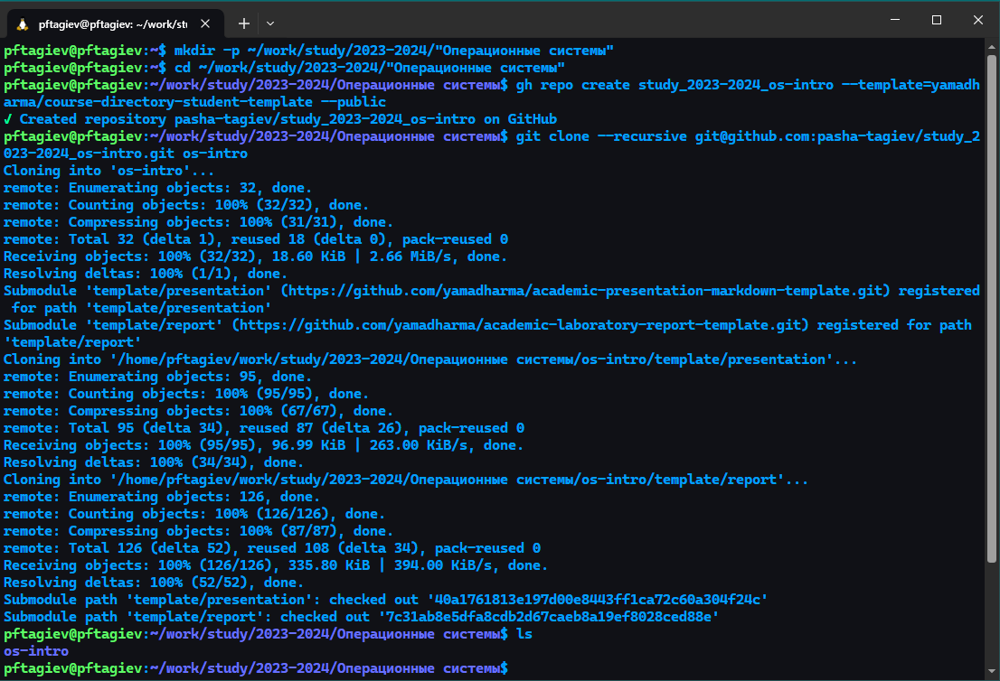 pftagiev@pftagiev: ~/work/stu
pftagiev@pftagiev:~$ mkdir -p ~/work/study/2023-2024/"Операционные системы"
pftagiev@pftagiev:~$ cd ~/work/study/2023-2024/"Операционные системы"
pftagiev@pftagiev:~/work/study/2023-2024/Операционные системы$ gh repo create study_2023-2024_os-intro --template=yamadh
arma/course-directory-student-template --public
✓ Created repository pasha-tagiev/study_2023-2024_os-intro on GitHub
pftagiev@pftagiev:~/work/study/2023-2024/Операционные системы$ git clone --recursive git@github.com:pasha-tagiev/study_2
023-2024_os-intro.git os-intro
Cloning into 'os-intro'...
remote: Enumerating objects: 32, done.
remote: Counting objects: 100% (32/32), done.
remote: Compressing objects: 100% (31/31), done.
remote: Total 32 (delta 1), reused 18 (delta 0), pack-reused 0
Receiving objects: 100% (32/32), 18.60 KiB | 2.66 MiB/s, done.
Resolving deltas: 100% (1/1), done.
Submodule 'template/presentation' (https://github.com/yamadharma/academic-presentation-markdown-template.git) registered
 for path 'template/presentation'
Submodule 'template/report' (https://github.com/yamadharma/academic-laboratory-report-template.git) registered for path
'template/report'
Cloning into '/home/pftagiev/work/study/2023-2024/Операционные системы/os-intro/template/presentation'...
remote: Enumerating objects: 95, done.
remote: Counting objects: 100% (95/95), done.
remote: Compressing objects: 100% (67/67), done.
remote: Total 95 (delta 34), reused 87 (delta 26), pack-reused 0
Receiving objects: 100% (95/95), 96.99 KiB | 263.00 KiB/s, done.
Resolving deltas: 100% (34/34), done.
Cloning into '/home/pftagiev/work/study/2023-2024/Операционные системы/os-intro/template/report'...
remote: Enumerating objects: 126, done.
remote: Counting objects: 100% (126/126), done.
remote: Compressing objects: 100% (87/87), done.
remote: Total 126 (delta 52), reused 108 (delta 34), pack-reused 0
Receiving objects: 100% (126/126), 335.80 KiB | 394.00 KiB/s, done.
Resolving deltas: 100% (52/52), done.
Submodule path 'template/presentation': checked out '40a1761813e197d00e8443ff1ca72c60a304f24c'
Submodule path 'template/report': checked out '7c31ab8e5dfa8cdb2d67caeb8a19ef8028ced88e'
pftagiev@pftagiev:~/work/study/2023-2024/Операционные системы$ ls
os-intro
pftagiev@pftagiev:~/work/study/2023-2024/Операционные системы$